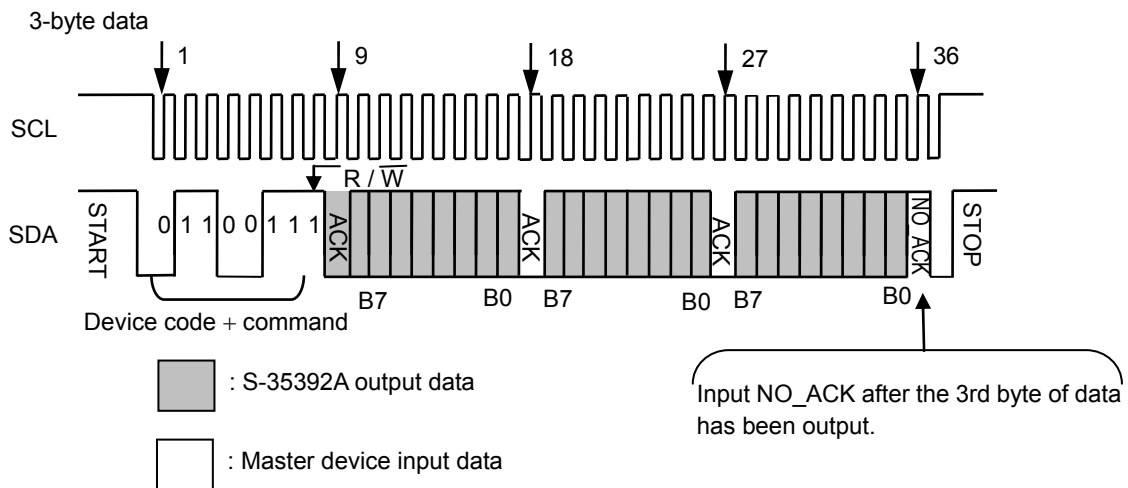 3-byte data
1 9 18 27 36
SCL
R / W
SDA START 0 1 1 0 0 1 1 1 ACK ACK ACK NO_ACK STOP
B7 B0 B7 B0 B7 B0
Device code + command
: S-35392A output data
Input NO_ACK after the 3rd byte of data
has been output.
: Master device input data